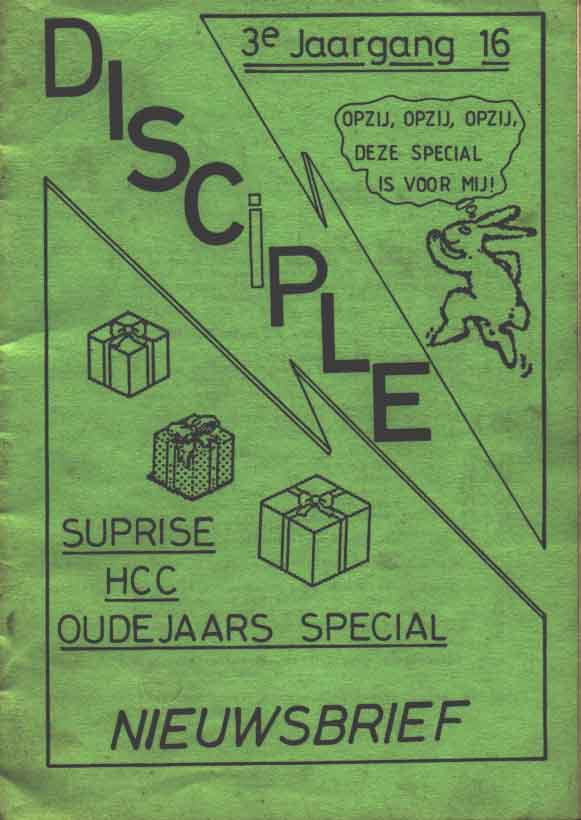 DISCiPLE
3e Jaargang 16
OPZIJ, OPZIJ, OPZIJ,
DEZE SPECIAL
IS VOOR MIJ!
SUPRISE
HCC
OUDEJAARS SPECIAL
NIEUWSBRIEF